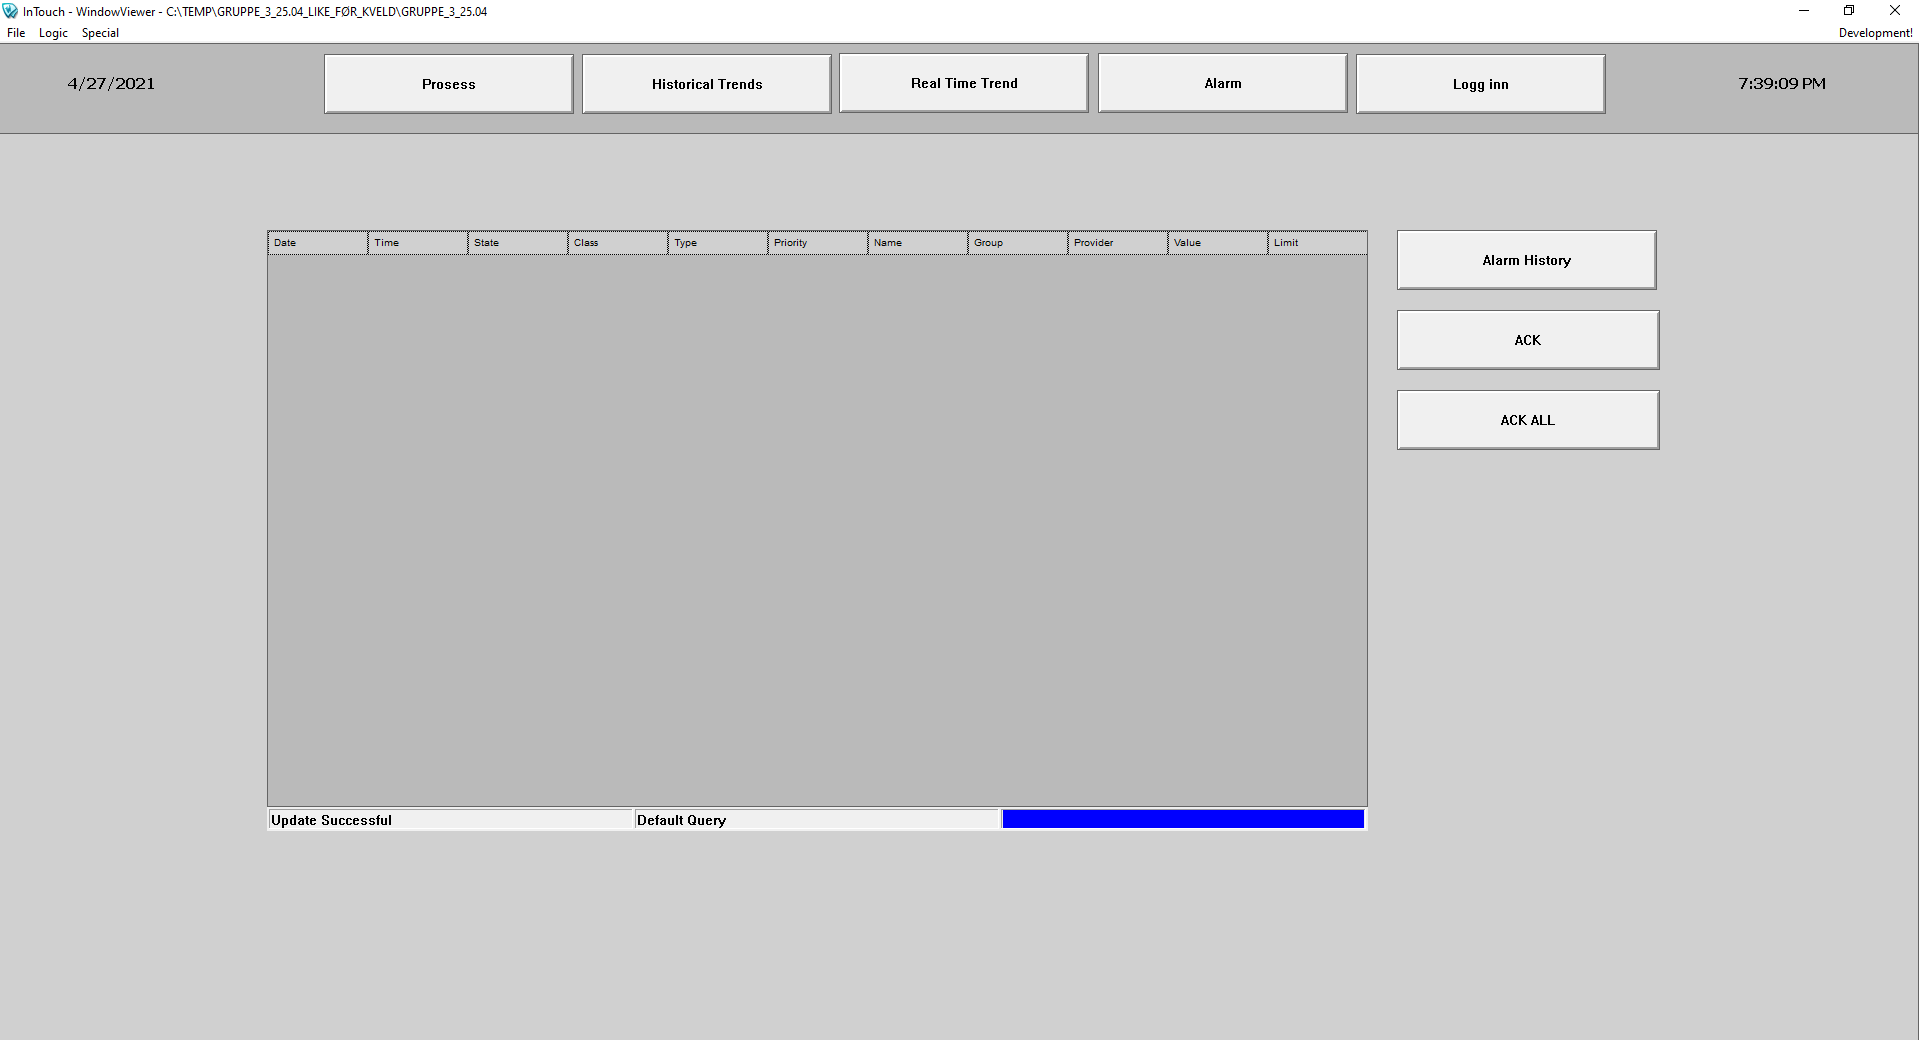 InTouch - WindowViewer - C:\TEMP\GRUPPE_3_25.04_LIKE_FØR_KVELD\GRUPPE_3_25.04
File Logic Special Development!
4/27/2021 Prosess Historical Trends Real Time Trend Alarm Logg inn 7:39:09 PM
Date Time State Class Type Priority Name Group Provider Value Limit
Alarm History
ACK
ACK ALL
Update Successful Default Query